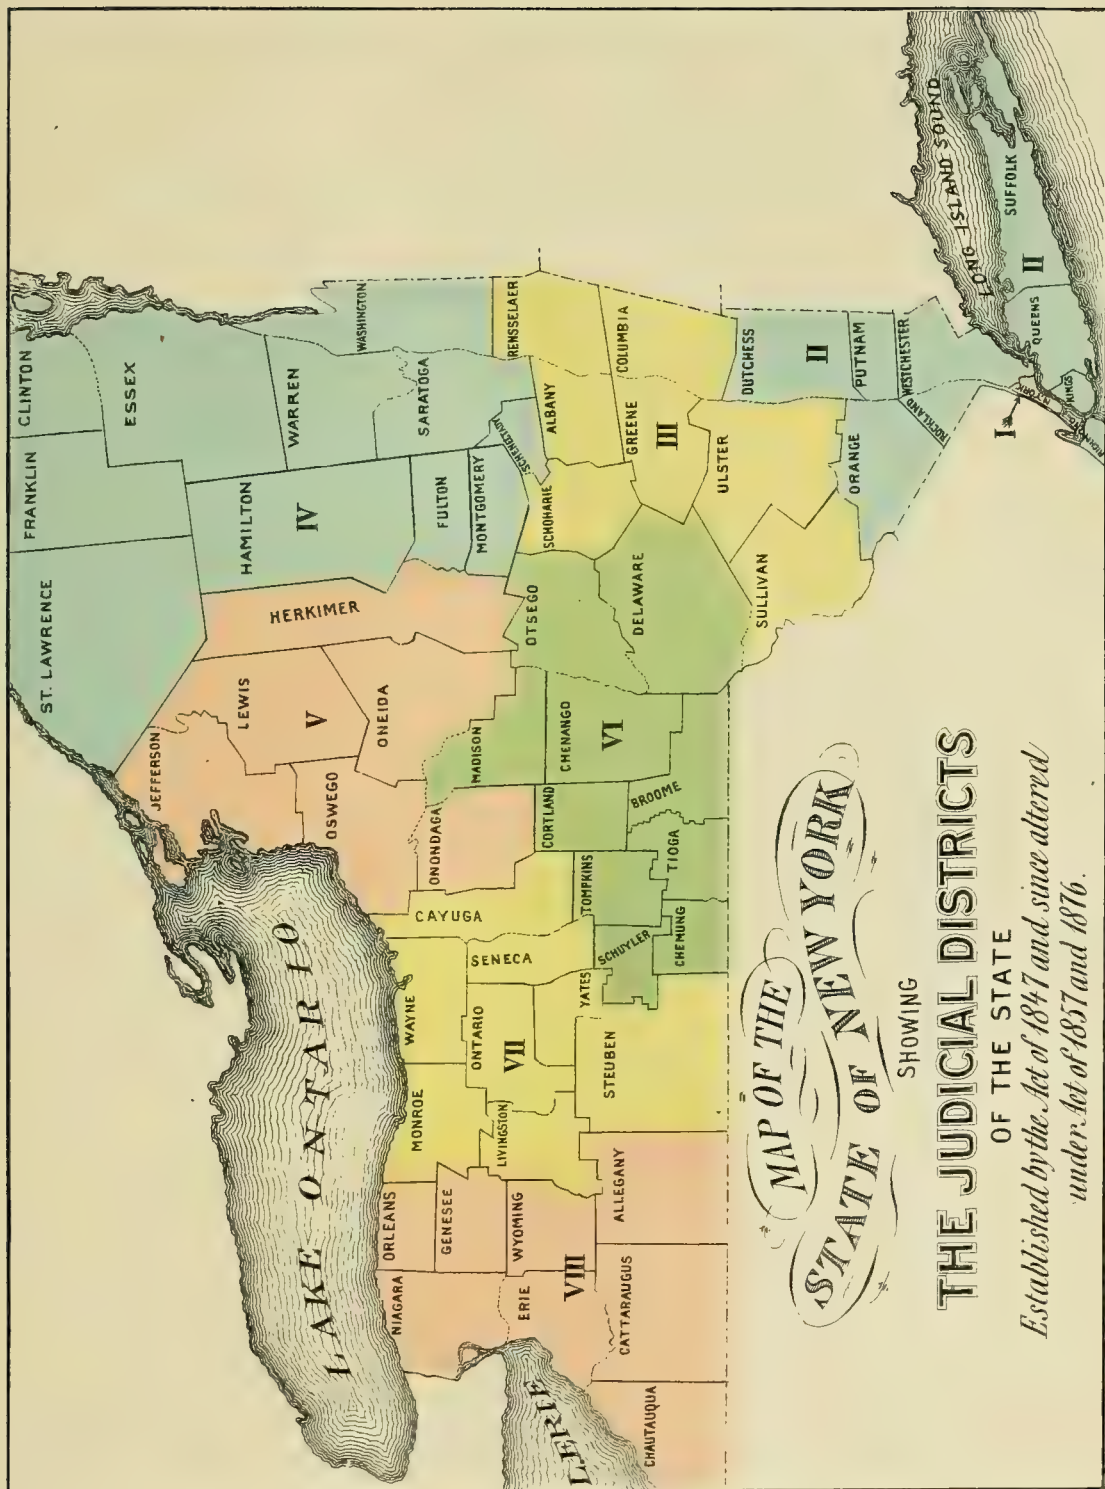 MAP OF THE
STATE OF NEW YORK
SHOWING
THE JUDICIAL DISTRICTS
OF THE STATE
Established by the Act of 1847 and since altered
under Act of 1857 and 1876.
LAKE ONTARIO
L. ERIE
LONG ISLAND SOUND
ST. LAWRENCE
FRANKLIN
CLINTON
ESSEX
HAMILTON
IV
WARREN
WASHINGTON
SARATOGA
FULTON
MONTGOMERY
SCHENECTADY
JEFFERSON
LEWIS
HERKIMER
V
OSWEGO
ONEIDA
ONONDAGA
MADISON
OTSEGO
CHENANGO
VI
CORTLAND
BROOME
DELAWARE
TOMPKINS
TIOGA
SCHUYLER
CHEMUNG
RENSSELAER
ALBANY
SCHOHARIE
GREENE
COLUMBIA
III
ULSTER
SULLIVAN
CAYUGA
SENECA
WAYNE
ONTARIO
VII
YATES
MONROE
LIVINGSTON
STEUBEN
ORLEANS
GENESEE
WYOMING
ALLEGANY
NIAGARA
ERIE
VIII
CATTARAUGUS
CHAUTAUQUA
DUTCHESS
II
PUTNAM
WESTCHESTER
ORANGE
ROCKLAND
I
N.YORK
KINGS
RICHMOND
QUEENS
II
SUFFOLK